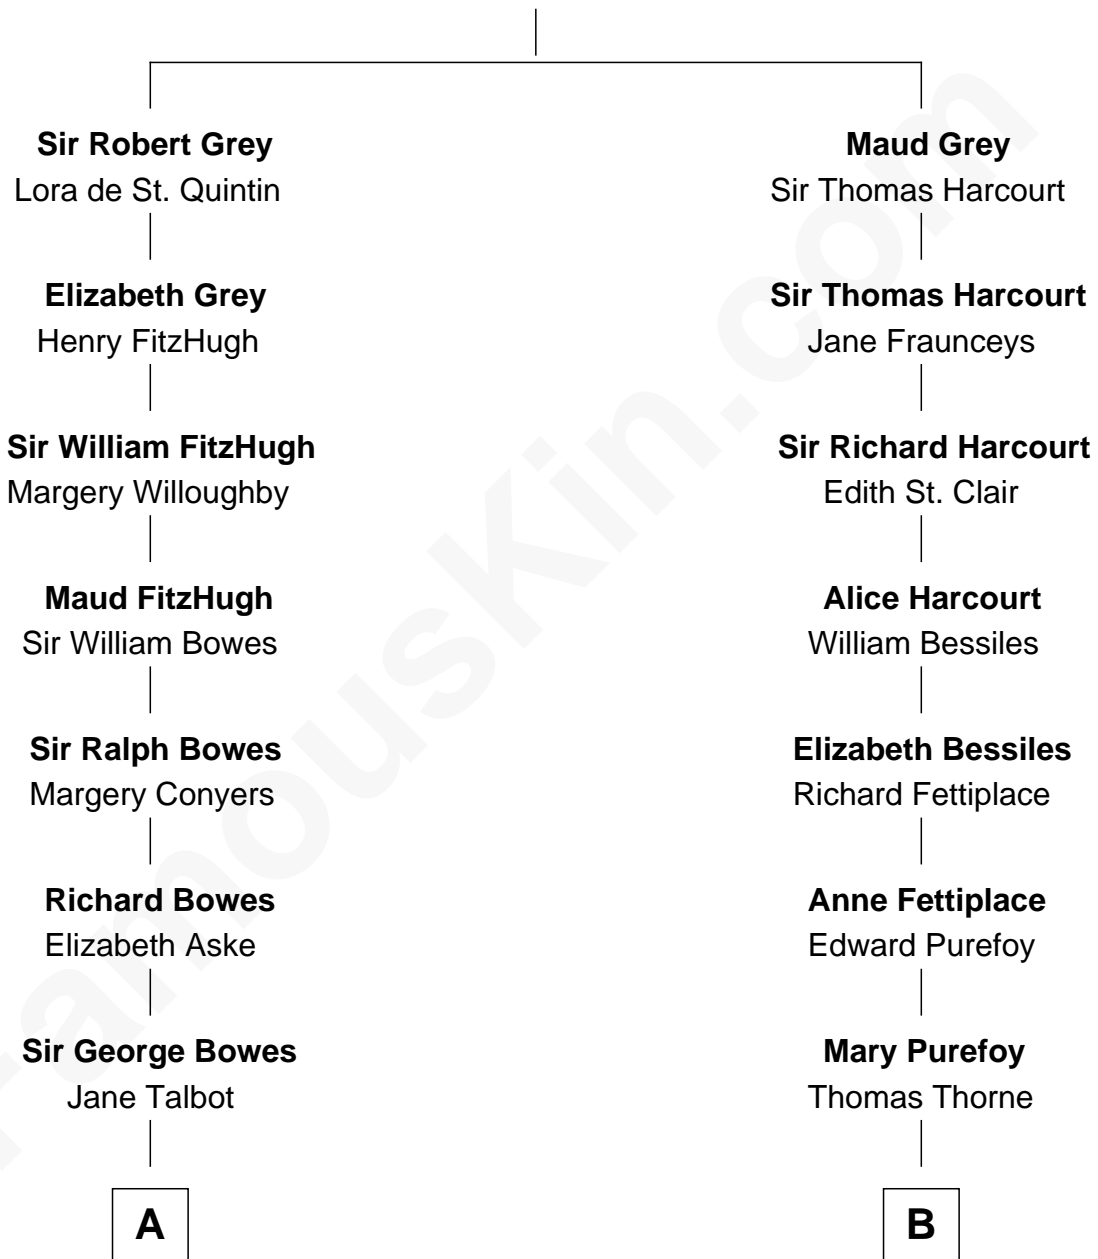 Sir Robert Grey
Lora de St. Quintin
Elizabeth Grey
Henry FitzHugh
Sir William FitzHugh
Margery Willoughby
Maud FitzHugh
Sir William Bowes
Sir Ralph Bowes
Margery Conyers
Richard Bowes
Elizabeth Aske
Sir George Bowes
Jane Talbot
A
Maud Grey
Sir Thomas Harcourt
Sir Thomas Harcourt
Jane Fraunceys
Sir Richard Harcourt
Edith St. Clair
Alice Harcourt
William Bessiles
Elizabeth Bessiles
Richard Fettiplace
Anne Fettiplace
Edward Purefoy
Mary Purefoy
Thomas Thorne
B
FamousKin.com